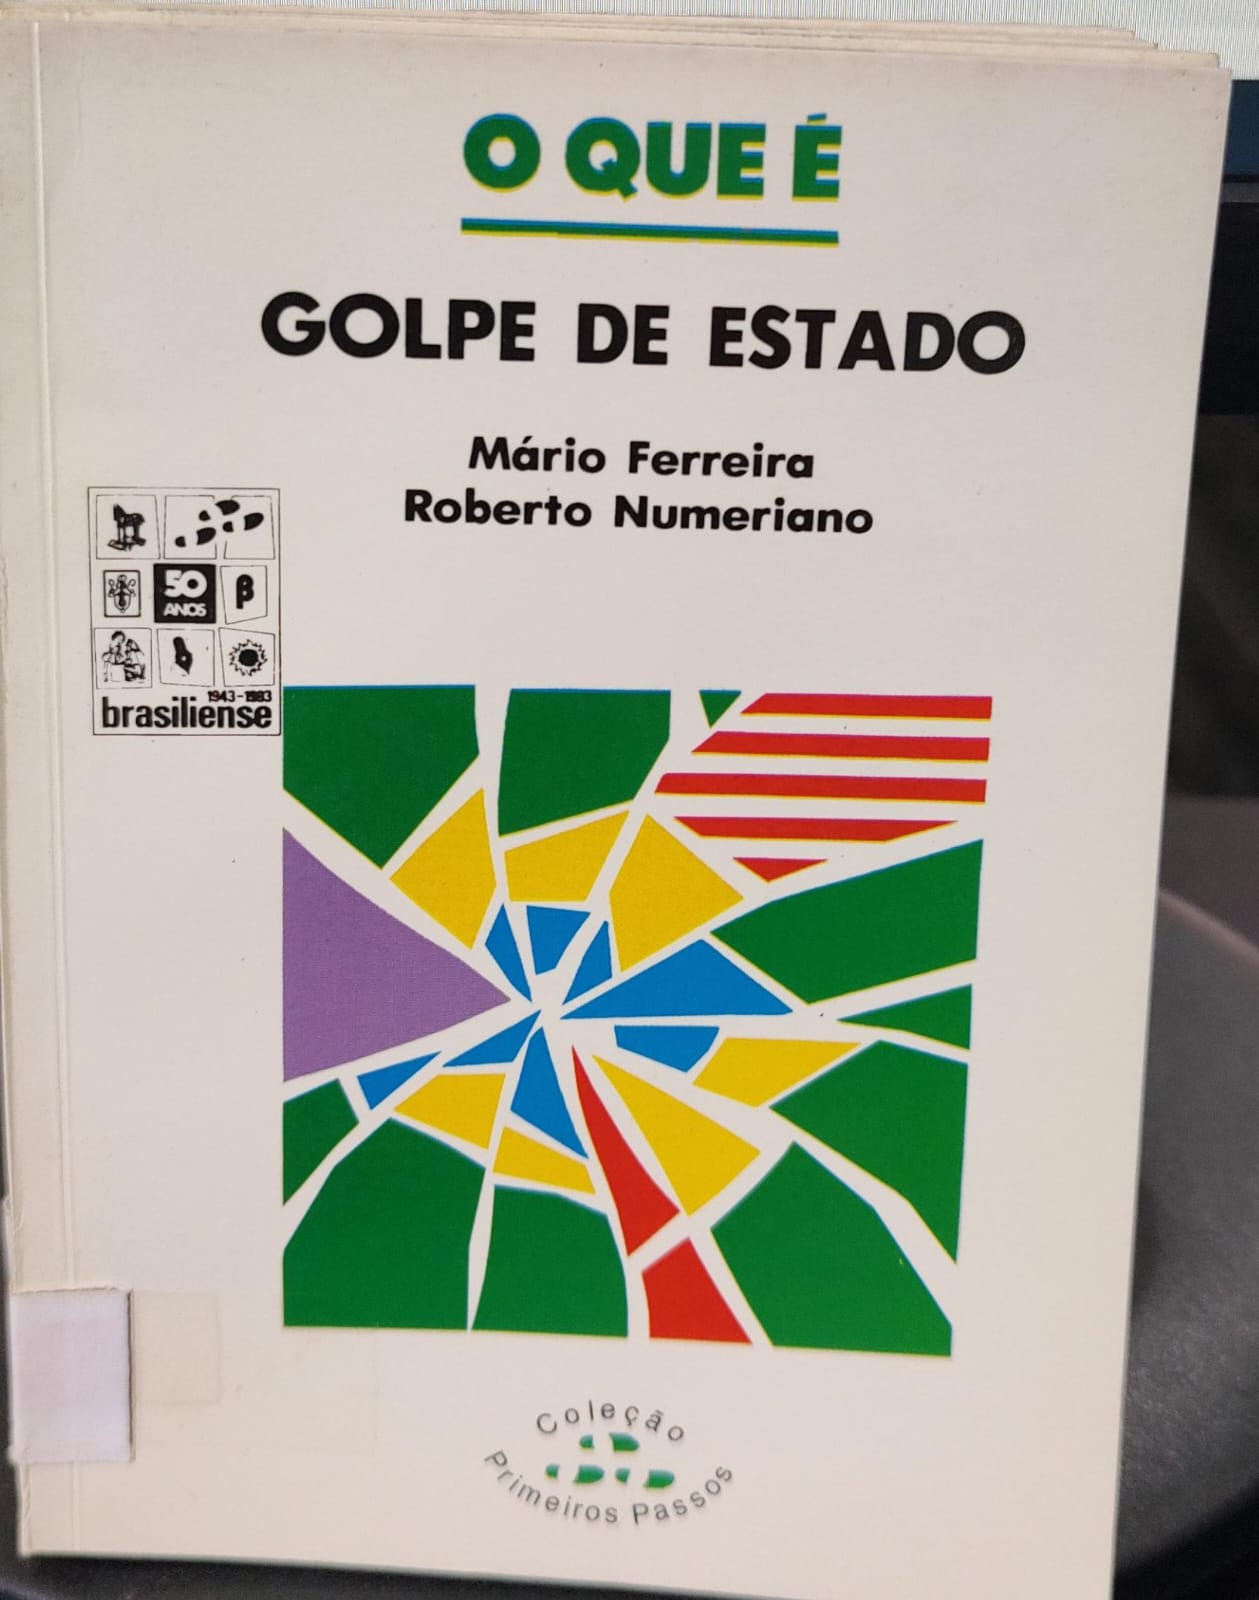 O QUE É
GOLPE DE ESTADO
Mário Ferreira
Roberto Numeriano
50
ANOS
β
1943-1983
brasiliense
Coleção
Primeiros Passos